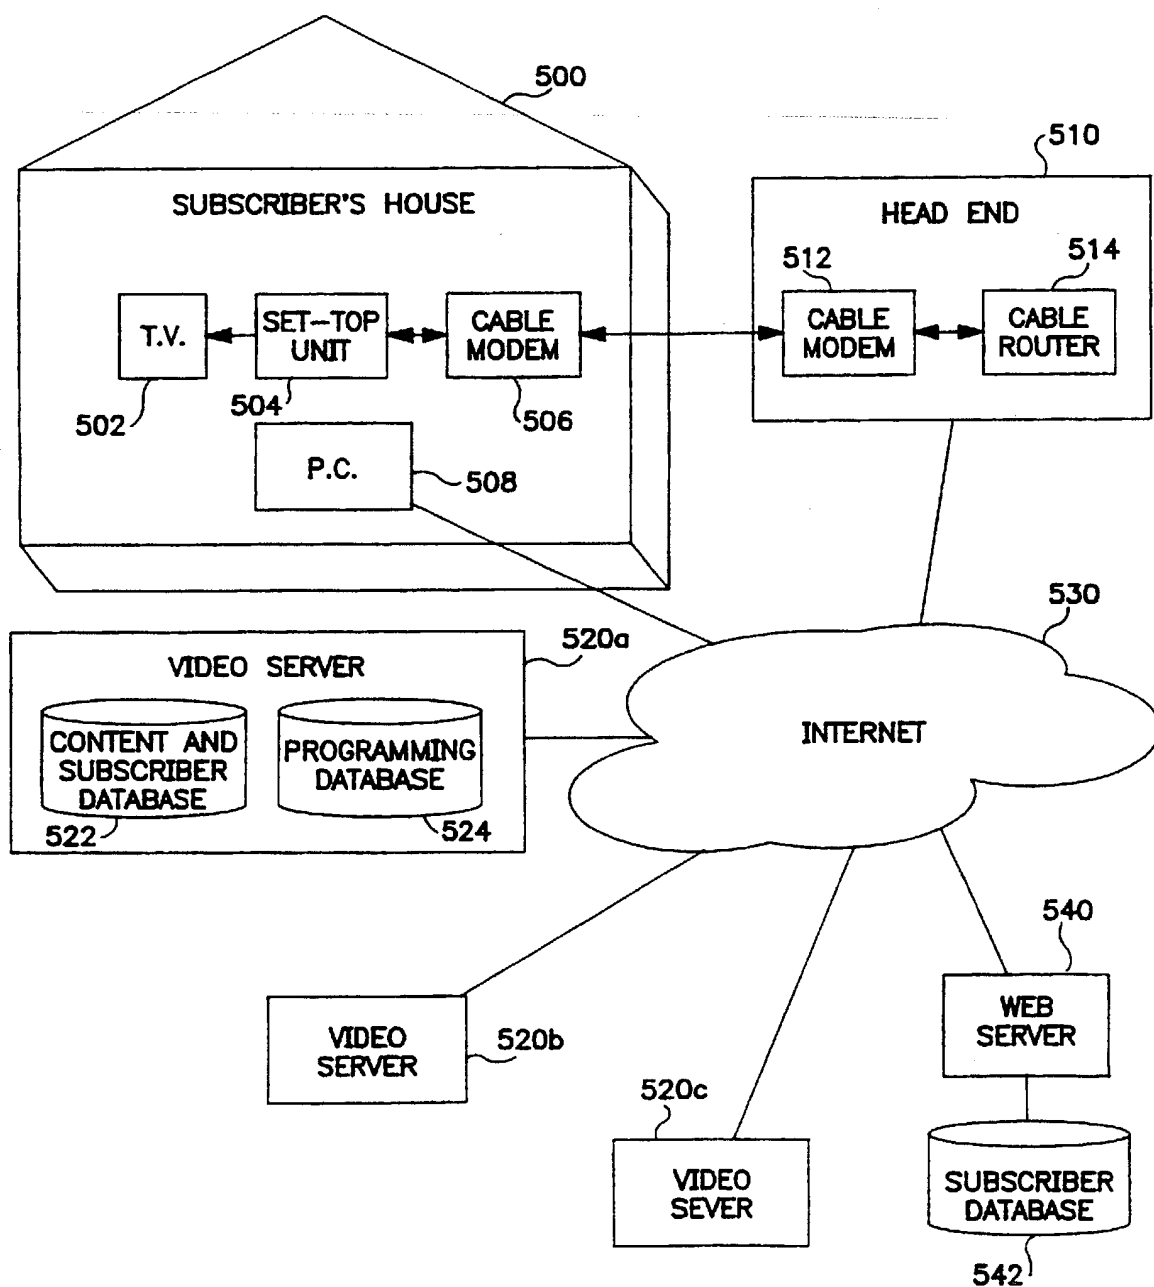 500
SUBSCRIBER'S HOUSE
T.V.
502
SET-TOP
UNIT
504
CABLE
MODEM
506
P.C.
508
510
HEAD END
512
CABLE
MODEM
514
CABLE
ROUTER
530
INTERNET
520a
VIDEO SERVER
CONTENT AND
SUBSCRIBER
DATABASE
522
PROGRAMMING
DATABASE
524
VIDEO
SERVER
520b
520c
VIDEO
SEVER
540
WEB
SERVER
SUBSCRIBER
DATABASE
542